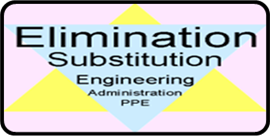 Elimination
Substitution
Engineering
Administration
PPE